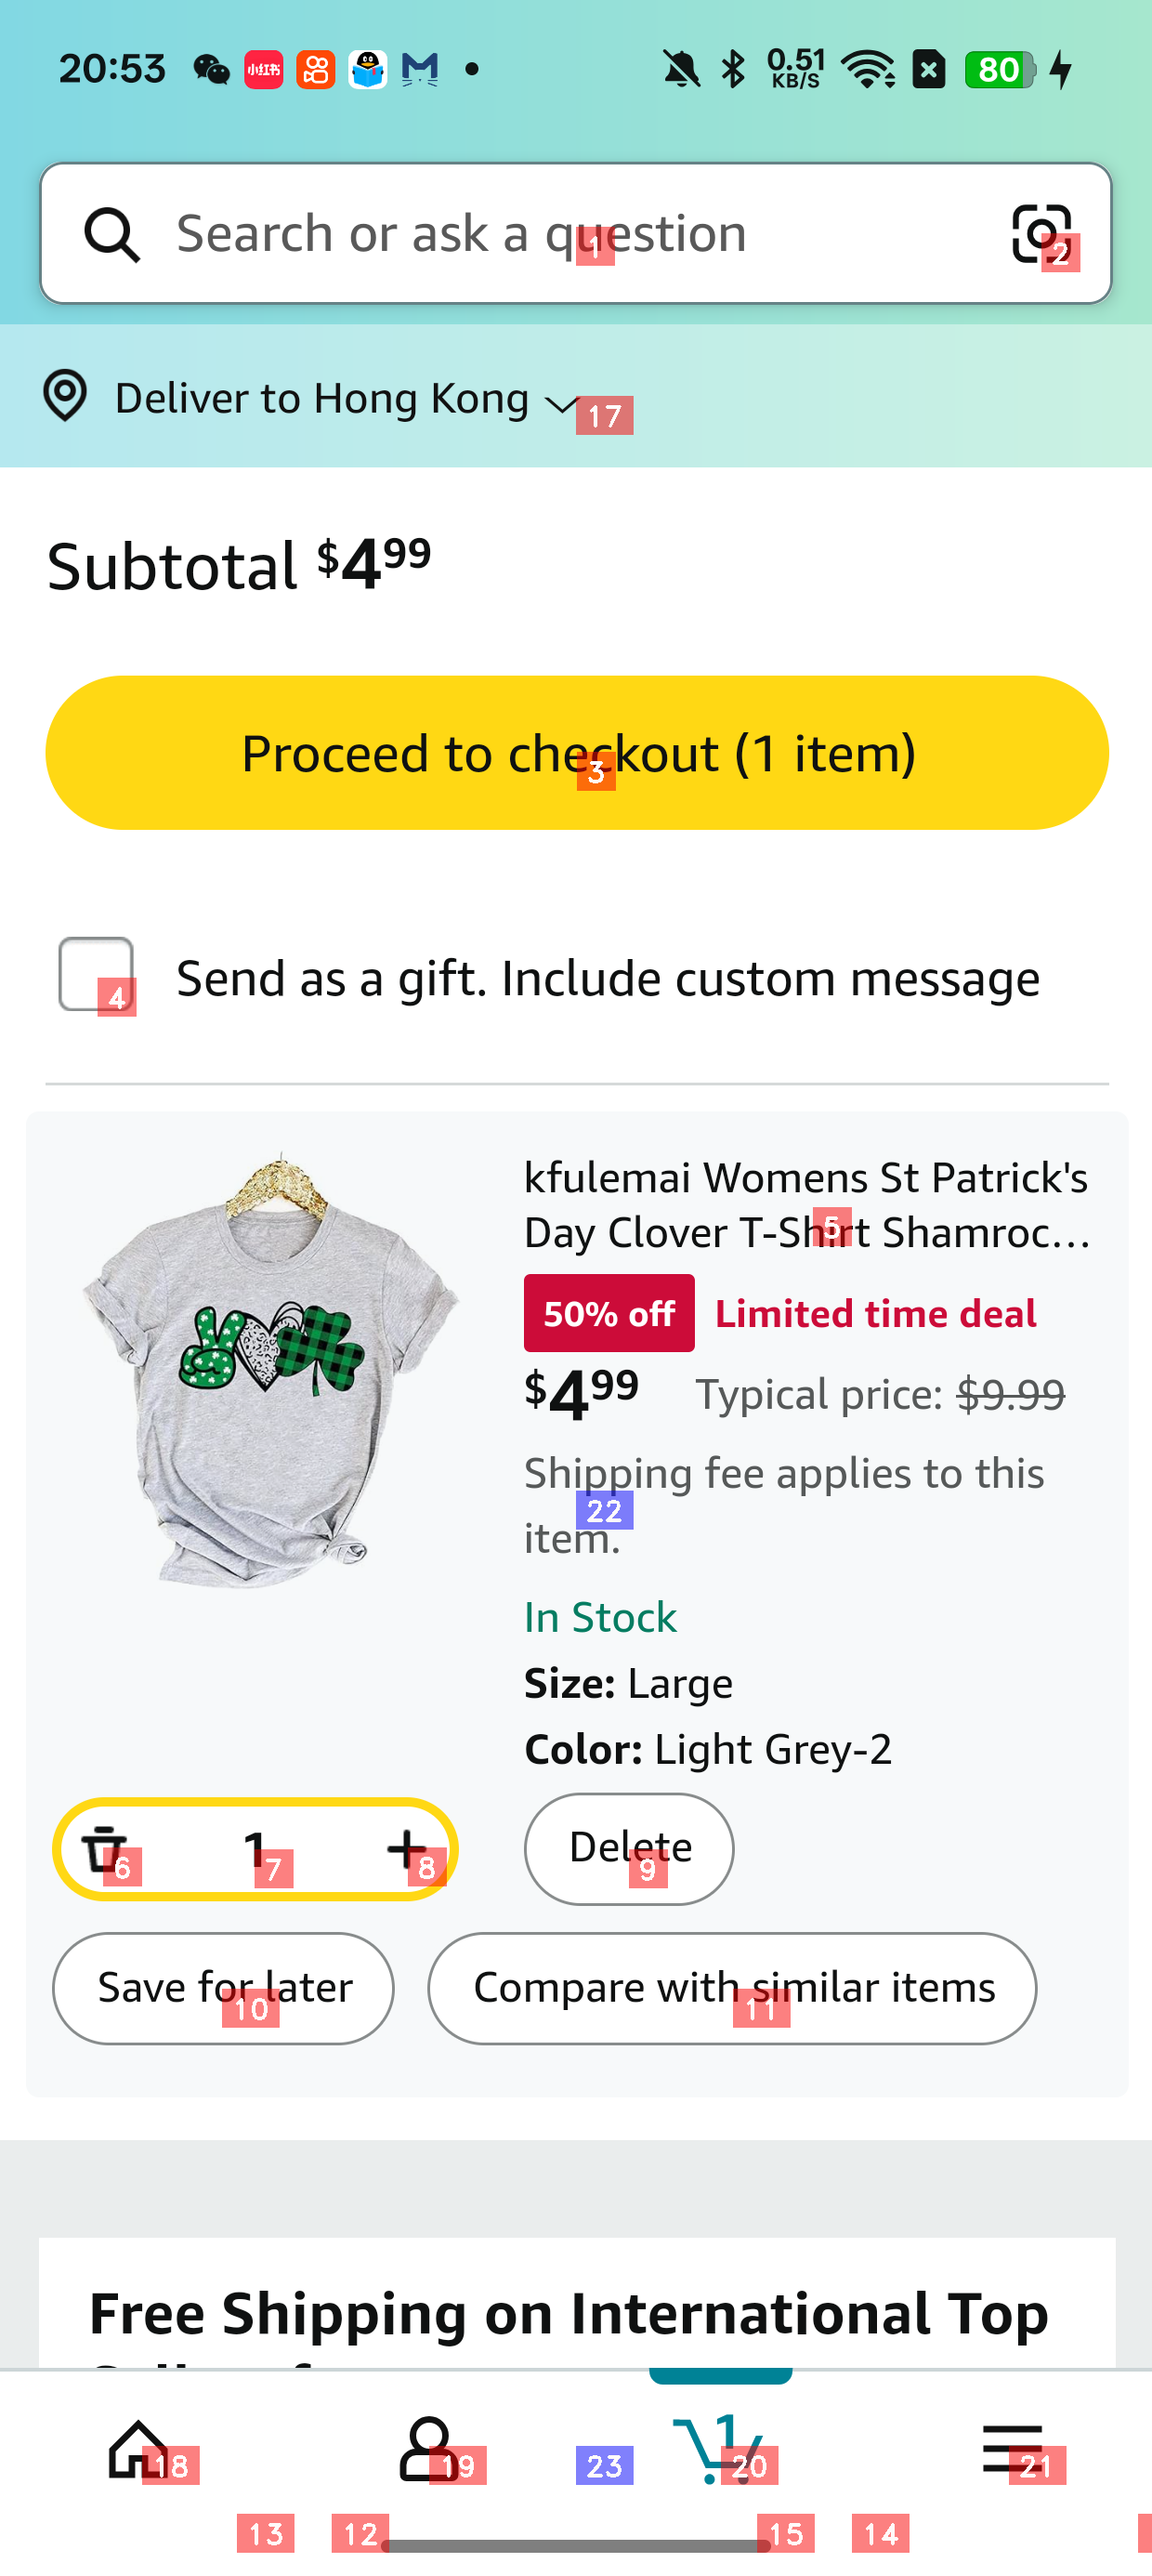 20:53 小红书 0.51 KB/S 80
Search or ask a question
1
2
Deliver to Hong Kong
17
Subtotal $4.99
Proceed to checkout (1 item)
3
Send as a gift. Include custom message
4
kfulemai Womens St Patrick's
Day Clover T-Shirt Shamroc...
5
50% off Limited time deal
$4.99 Typical price: $9.99
Shipping fee applies to this
22
item.
In Stock
Size: Large
Color: Light Grey-2
1 Delete
6 7 8 9
Save for later Compare with similar items
10 11
Free Shipping on International Top
1
18 19 23 20 21
13 12 15 14